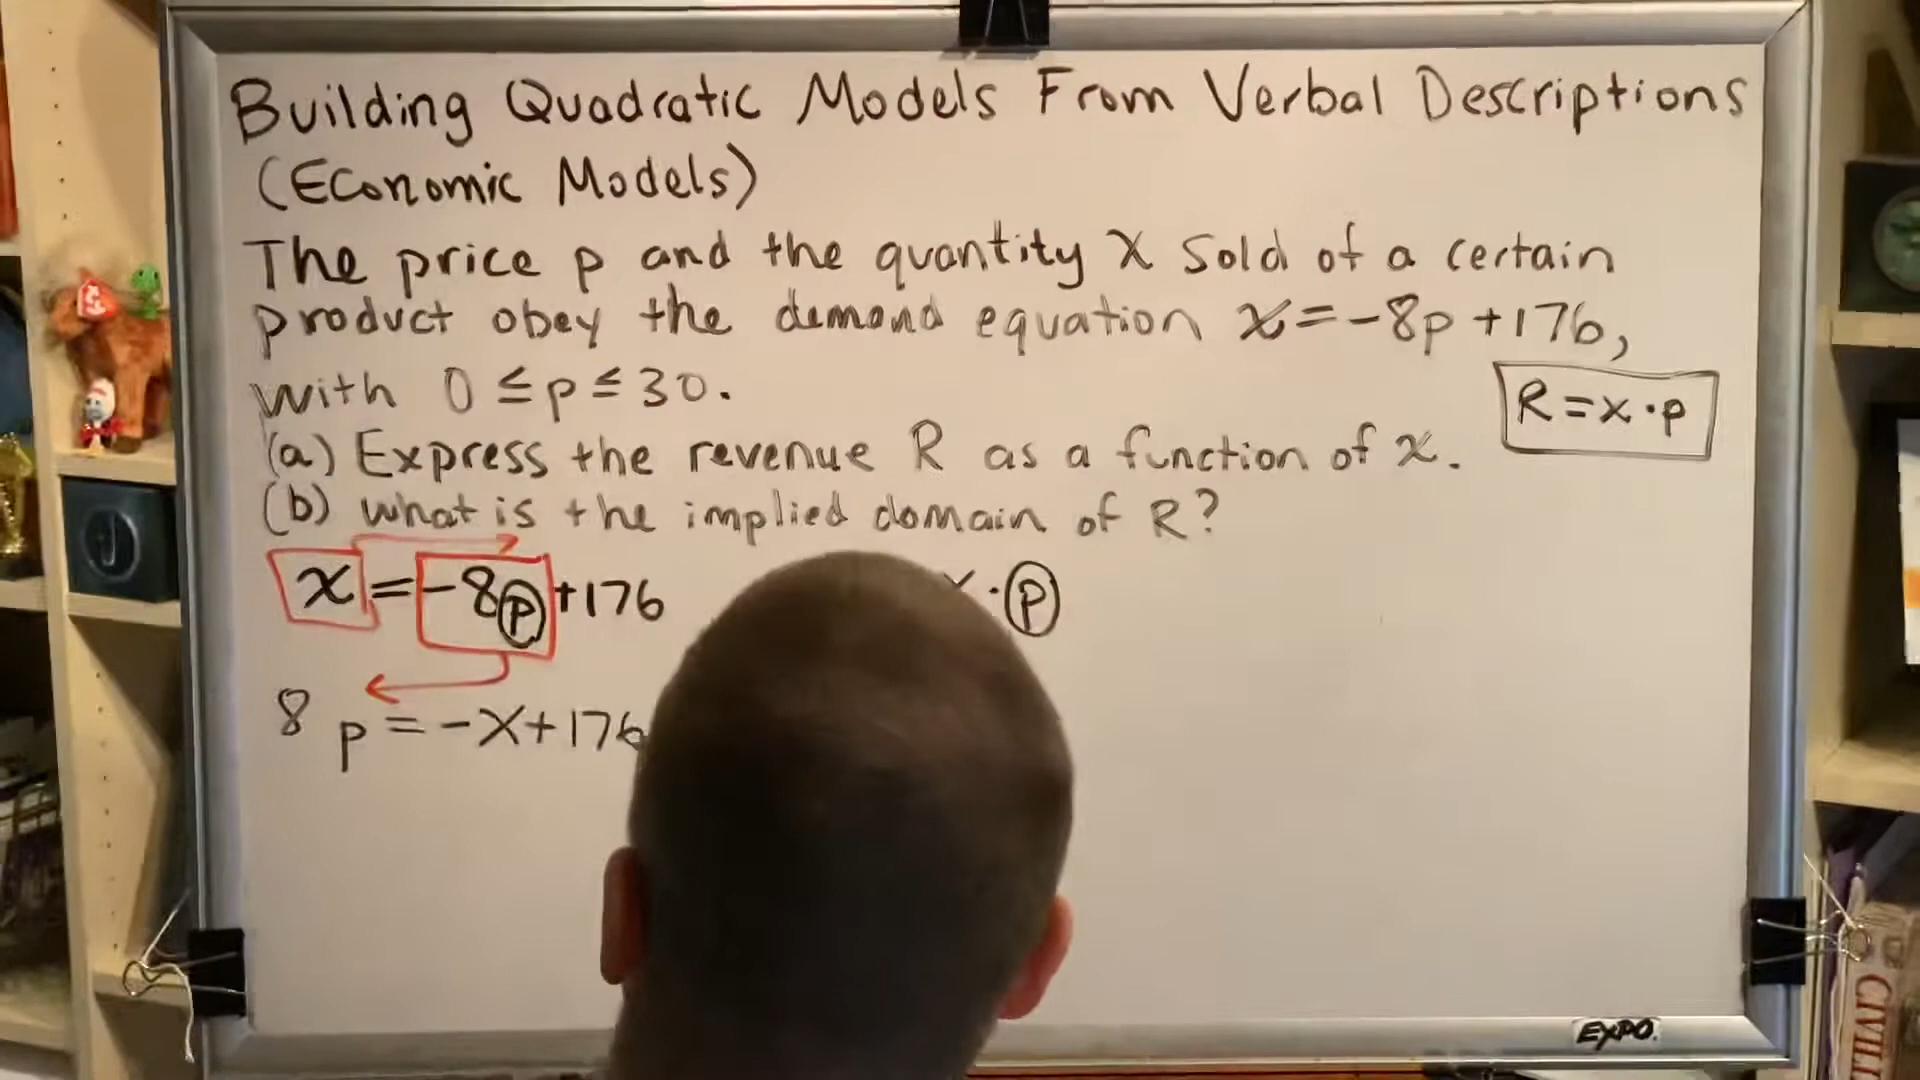 Building Quadratic Models From Verbal Descriptions
(Economic Models)
The price p and the quantity x sold of a certain
product obey the demand equation x=-8p+176,
with 0 ≤ p ≤ 30.
R=x·p
(a) Express the revenue R as a function of x.
(b) what is the implied domain of R?
x=-8p+176
·p
8 p=-x+176
EXPO
CIVILI